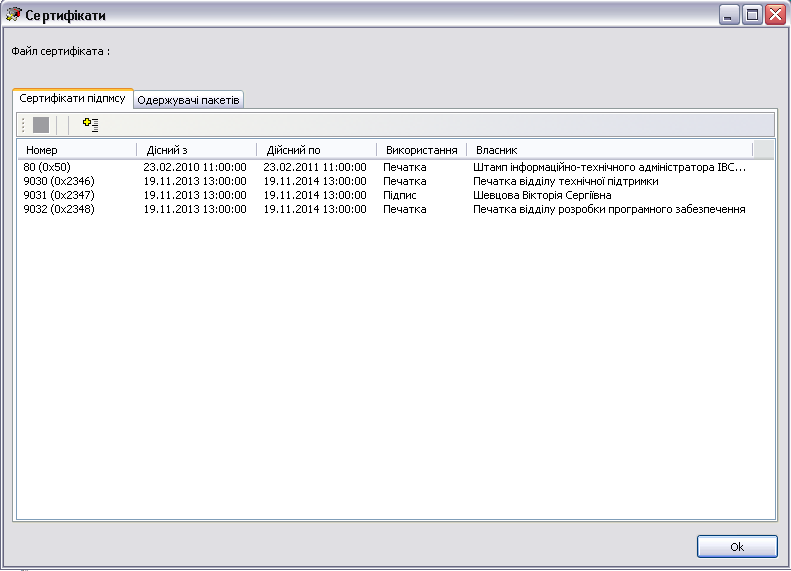 Сертифікати
Файл сертифіката :
Сертифікати підпмсу Одержувачі пакетів
Номер Дісний з Дійсний по Використання Власник
80 (0x50) 23.02.2010 11:00:00 23.02.2011 11:00:00 Печатка Штамп інформаційно-технічного адміністратора ІВС...
9030 (0x2346) 19.11.2013 13:00:00 19.11.2014 13:00:00 Печатка Печатка відділу технічної підтримки
9031 (0x2347) 19.11.2013 13:00:00 19.11.2014 13:00:00 Підпис Шевцова Вікторія Сергіївна
9032 (0x2348) 19.11.2013 13:00:00 19.11.2014 13:00:00 Печатка Печатка відділу розробки програмного забезпечення
Ok